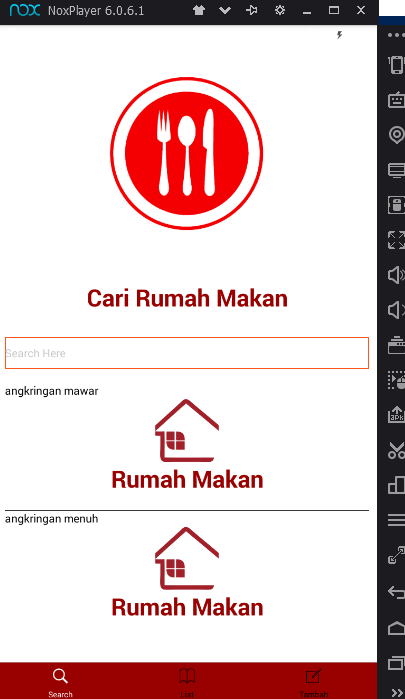 nox NoxPlayer 6.0.6.1
Cari Rumah Makan
Search Here
angkringan mawar
Rumah Makan
angkringan menuh
Rumah Makan
Search List Tambah